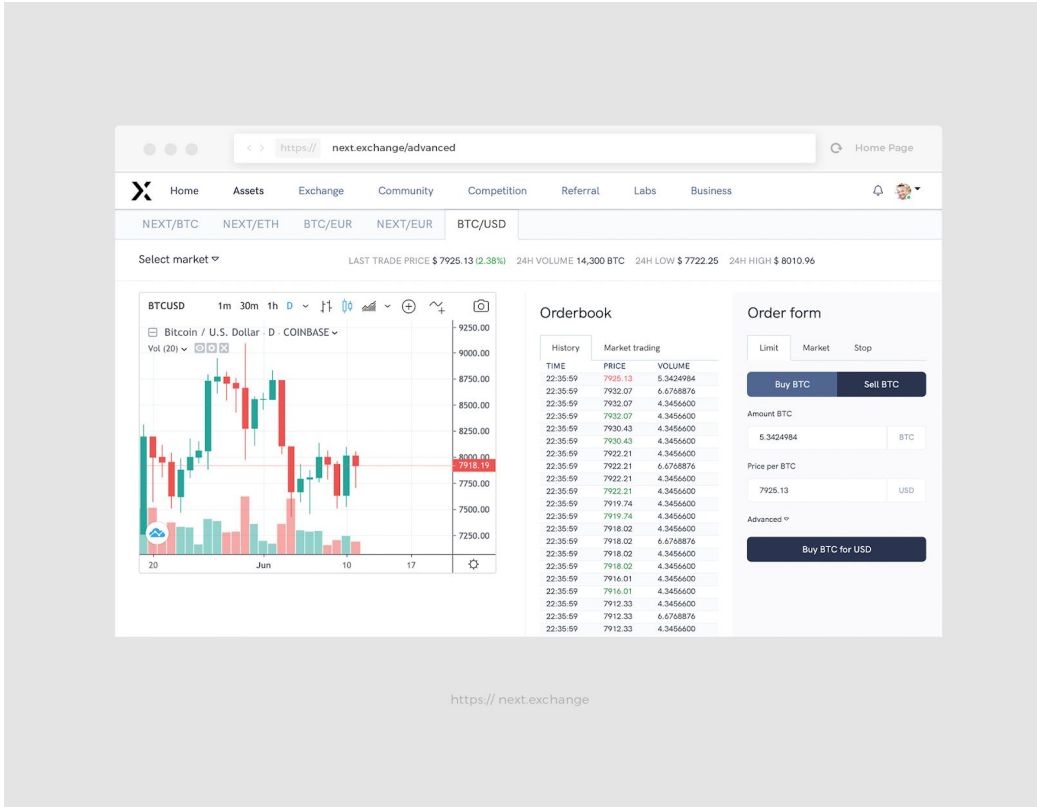 https:// next.exchange/advanced Home Page
X Home Assets Exchange Community Competition Referral Labs Business
NEXT/BTC NEXT/ETH BTC/EUR NEXT/EUR BTC/USD
Select market LAST TRADE PRICE $ 7925.13 (2.38%) 24H VOLUME 14,300 BTC 24H LOW $ 7722.25 24H HIGH $ 8010.96
BTCUSD 1m 30m 1h D
Bitcoin / U.S. Dollar D COINBASE
Vol (20)
9250.00
9000.00
8750.00
8500.00
8250.00
8000.00
7918.19
7750.00
7500.00
7250.00
20 Jun 10 17
Orderbook
History Market trading
TIME PRICE VOLUME
22:35:59 7925.13 5.3424984
22:35:59 7932.07 6.6768876
22:35:59 7932.07 4.3456600
22:35:59 7932.07 4.3456600
22:35:59 7930.43 4.3456600
22:35:59 7930.43 4.3456600
22:35:59 7922.21 4.3456600
22:35:59 7922.21 6.6768876
22:35:59 7922.21 4.3456600
22:35:59 7922.21 4.3456600
22:35:59 7919.74 4.3456600
22:35:59 7919.74 4.3456600
22:35:59 7918.02 4.3456600
22:35:59 7918.02 6.6768876
22:35:59 7918.02 4.3456600
22:35:59 7918.02 4.3456600
22:35:59 7916.01 4.3456600
22:35:59 7916.01 4.3456600
22:35:59 7912.33 4.3456600
22:35:59 7912.33 6.6768876
22:35:59 7912.33 4.3456600
Order form
Limit Market Stop
Buy BTC Sell BTC
Amount BTC
5.3424984 BTC
Price per BTC
7925.13 USD
Advanced
Buy BTC for USD
https:// next.exchange